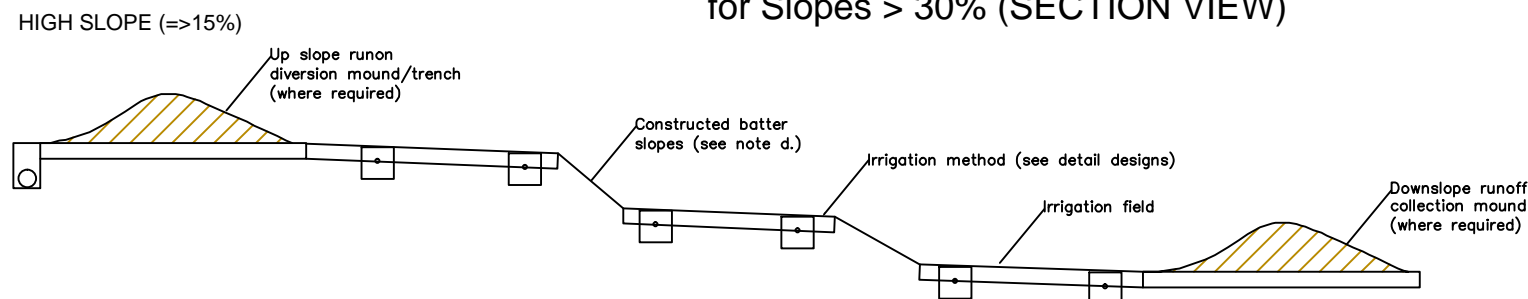 for Slopes > 30% (SECTION VIEW)
HIGH SLOPE (=>15%)
Up slope runon
diversion mound/trench
(where required)
Constructed batter
slopes (see note d.)
Irrigation method (see detail designs)
Irrigation field
Downslope runoff
collection mound
(where required)